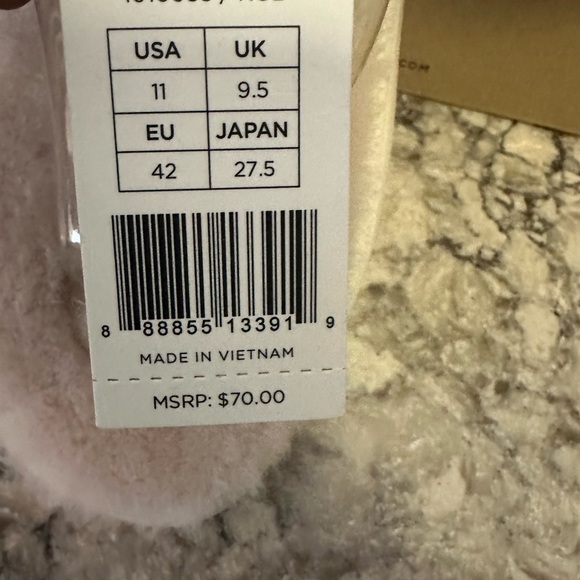 USA UK
11 9.5
EU JAPAN
42 27.5
8 88855 13391 9
MADE IN VIETNAM
MSRP: $70.00
COM